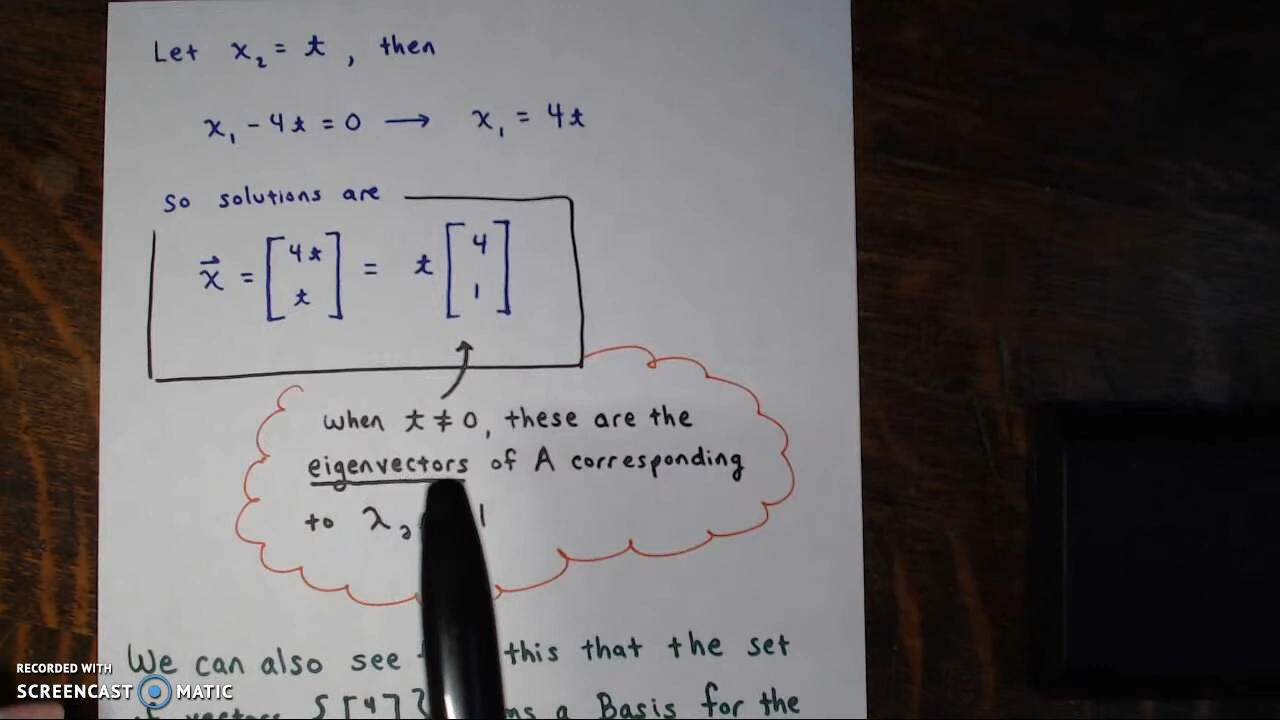 Let x₂ = t , then
x₁ - 4t = 0 → x₁ = 4t
So solutions are
x⃗ = [4t t] = t [4 1]
when t ≠ 0, these are the
eigenvectors of A corresponding
to λ₂ 1
We can also see this that the set
{[4 a Basis for the
RECORDED WITH
SCREENCAST MATIC